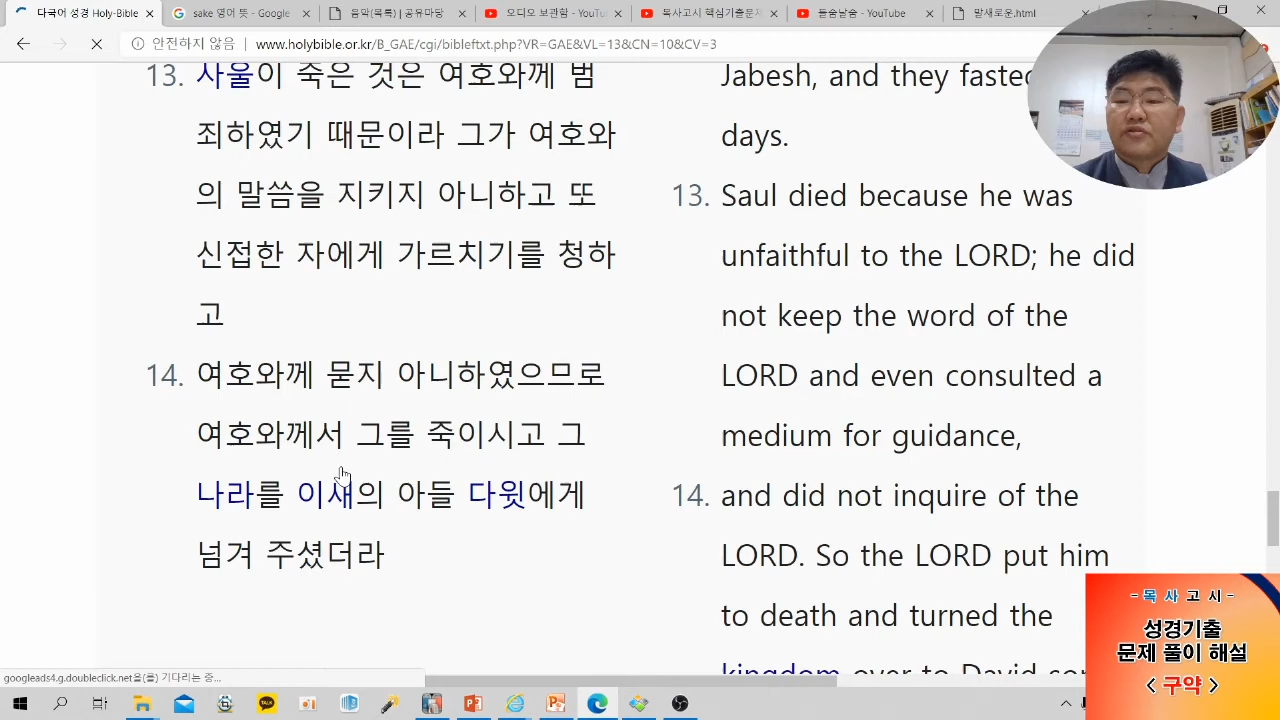 다국어 성경 Holy-Bible
sake 영어 뜻 - Google
음악(목록) | 공유마당
오디오 보관함 - YouTu
목사고시 핵심기출문
들숨날숨 - YouTube
말새로운.html
안전하지 않음
www.holybible.or.kr/B_GAE/cgi/bibleftxt.php?VR=GAE&VL=13&CN=10&CV=3
13. 사울이 죽은 것은 여호와께 범
죄하였기 때문이라 그가 여호와
의 말씀을 지키지 아니하고 또
신접한 자에게 가르치기를 청하
고
14. 여호와께 묻지 아니하였으므로
여호와께서 그를 죽이시고 그
나라를 이새의 아들 다윗에게
넘겨 주셨더라
Jabesh, and they fasted
days.
13. Saul died because he was
unfaithful to the LORD; he did
not keep the word of the
LORD and even consulted a
medium for guidance,
14. and did not inquire of the
LORD. So the LORD put him
to death and turned the
kingdom over to David son
- 목 사 고 시 -
성경기출
문제 풀이 해설
< 구약 >
googleads4.g.doubleclick.net을(를) 기다리는 중...
TALK